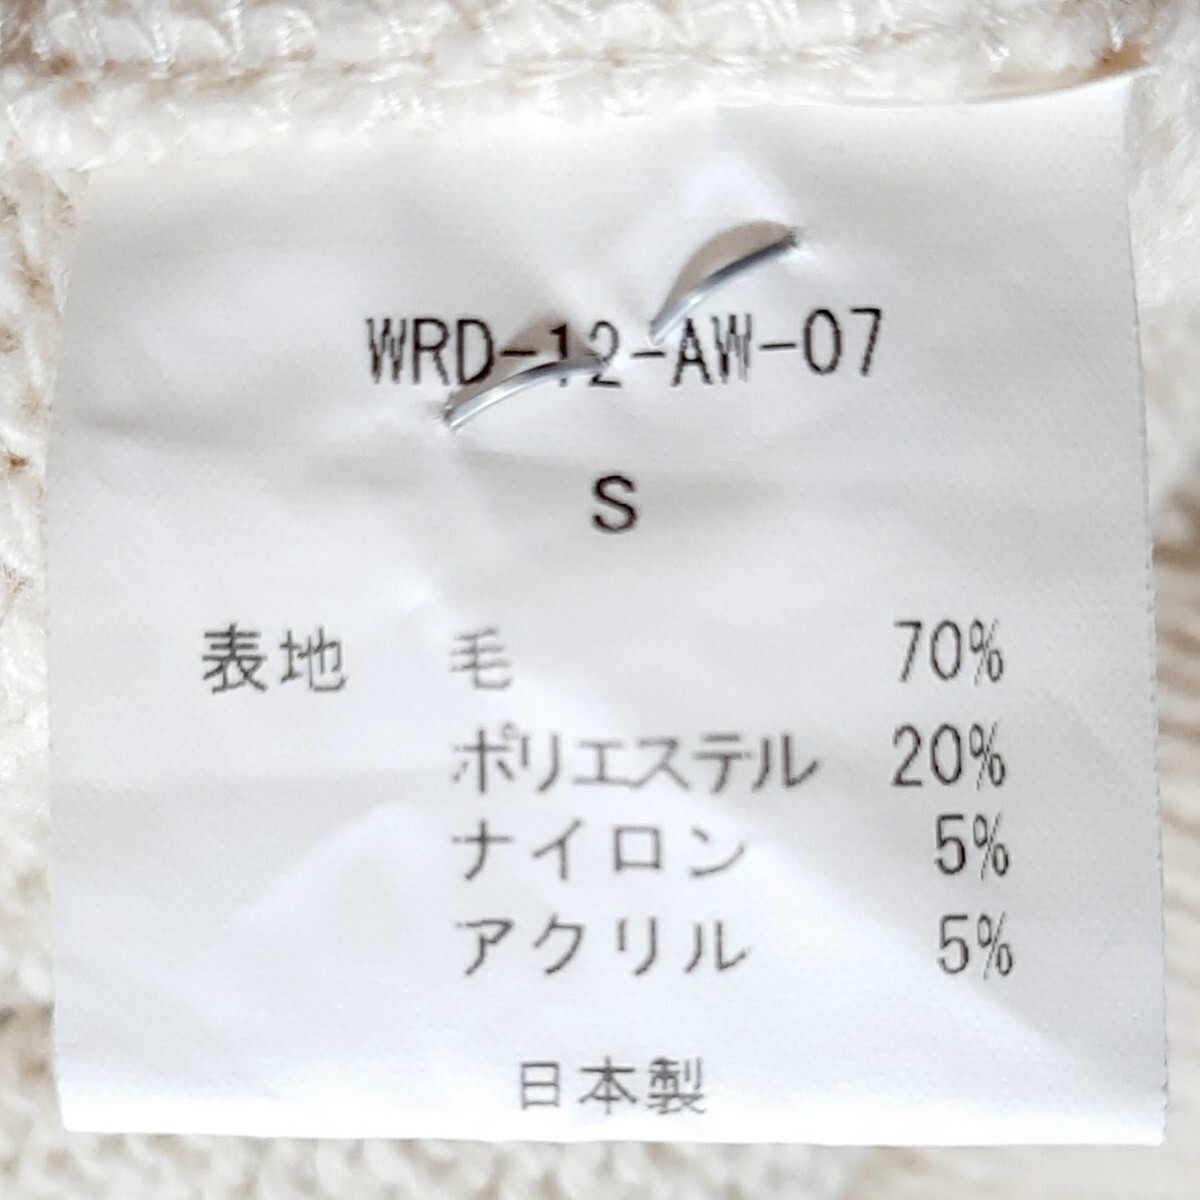 WRD-12-AW-07
S
表地 毛 70%
ポリエステル 20%
ナイロン 5%
アクリル 5%
日本製